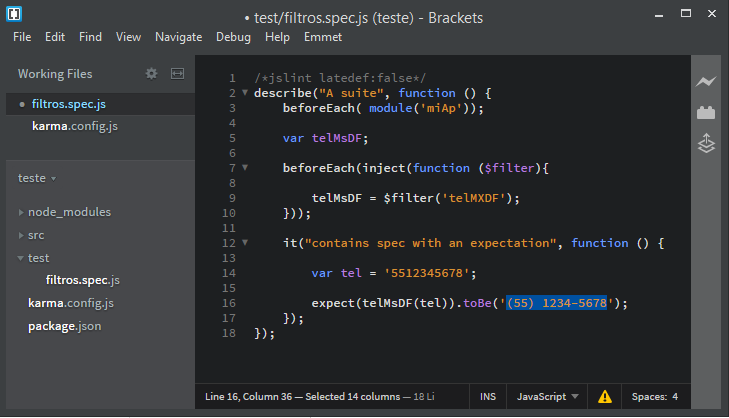 • test/filtros.spec.js (teste) - Brackets
File Edit Find View Navigate Debug Help Emmet
Working Files
filtros.spec.js
karma.config.js
teste
node_modules
src
test
filtros.spec.js
karma.config.js
package.json
1 /*jslint latedef:false*/
2 describe("A suite", function () {
3 beforeEach( module('miAp'));
4
5 var telMsDF;
6
7 beforeEach(inject(function ($filter){
8
9 telMsDF = $filter('telMXDF');
10 }));
11
12 it("contains spec with an expectation", function () {
13
14 var tel = '5512345678';
15
16 expect(telMsDF(tel)).toBe('(55) 1234-5678');
17 });
18 });
Line 16, Column 36 — Selected 14 columns — 18 Li INS JavaScript Spaces: 4